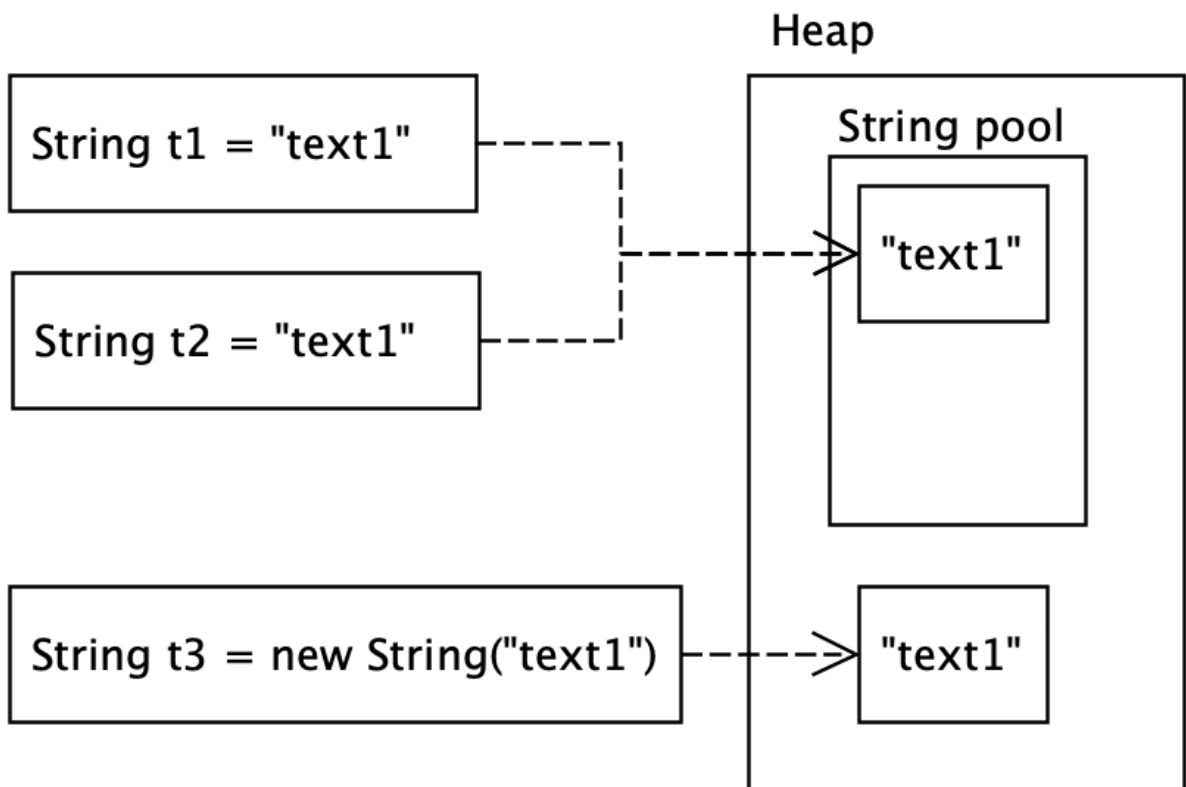 Heap
String t1 = "text1"
String pool
"text1"
String t2 = "text1"
String t3 = new String("text1")
"text1"